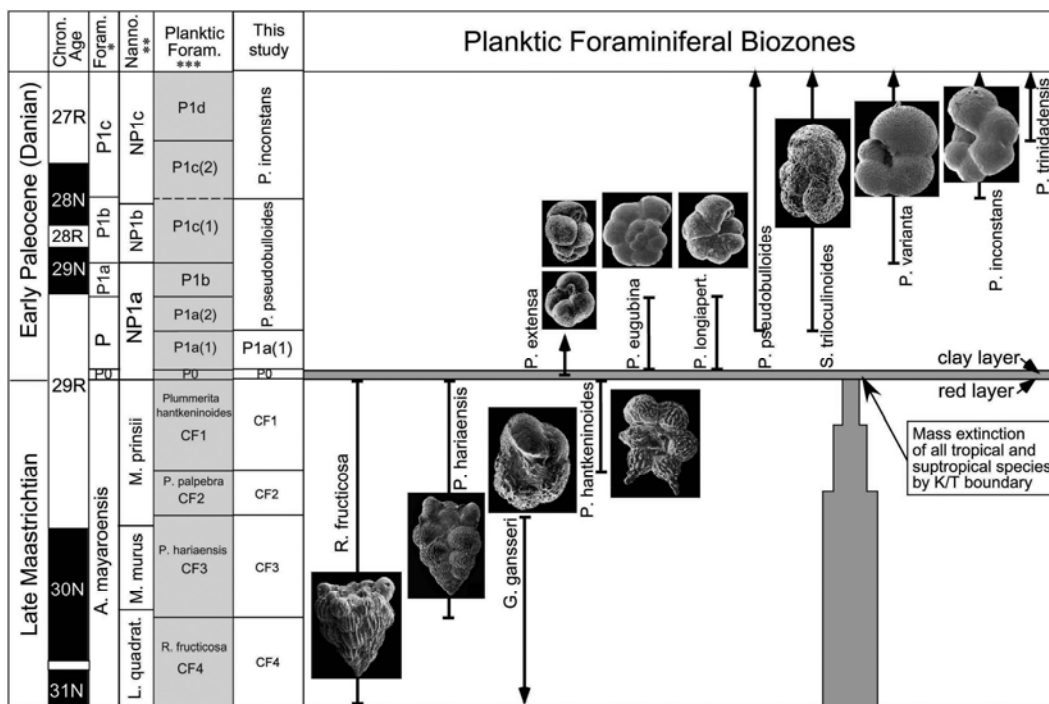 Chron. Age
Foram. *
Nanno. **
Planktic Foram. ***
This study
Planktic Foraminiferal Biozones
Early Paleocene (Danian)
Late Maastrichtian
27R
28N
28R
29N
29R
30N
31N
P1c
P1b
P1a
P
P0
A. mayaroensis
NP1c
NP1b
NP1a
M. prinsii
M. murus
L. quadrat.
P1d
P1c(2)
P1c(1)
P1b
P1a(2)
P1a(1)
P0
Plummerita
hantkeninoides
CF1
P. palpebra
CF2
P. hariaensis
CF3
R. fructicosa
CF4
P. inconstans
P. pseudobulloides
P1a(1)
P0
CF1
CF2
CF3
CF4
R. fructicosa
P. hariaensis
G. gansseri
P. hantkeninoides
P. extensa
P. eugubina
P. longiapert.
P. pseudobulloides
S. triloculinoides
P. varianta
P. inconstans
P. trinidadensis
clay layer
red layer
Mass extinction
of all tropical and
suptropical species
by K/T boundary